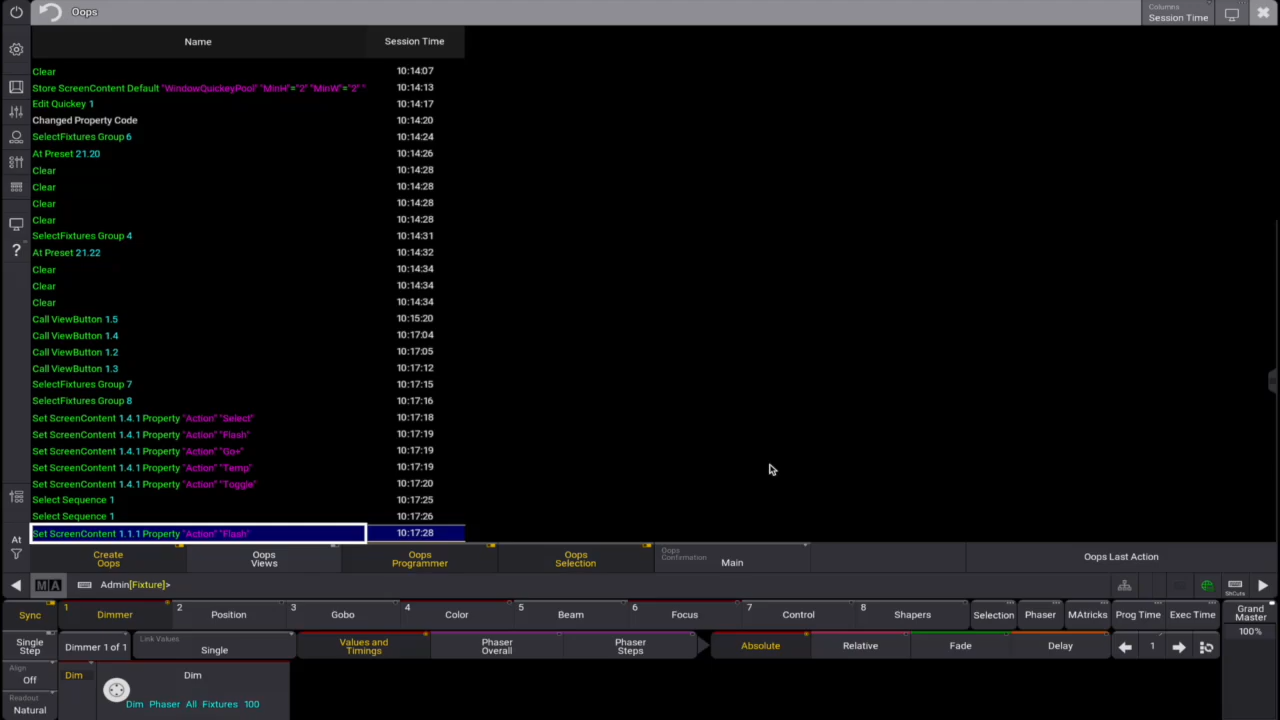 Oops
Columns
Session Time
Name Session Time
Clear 10:14:07
Store ScreenContent Default "WindowQuickeyPool" "MinH"="2" "MinW"="2" " 10:14:13
Edit Quickey 1 10:14:17
Changed Property Code 10:14:20
SelectFixtures Group 6 10:14:24
At Preset 21.20 10:14:26
Clear 10:14:28
Clear 10:14:28
Clear 10:14:28
Clear 10:14:28
SelectFixtures Group 4 10:14:31
At Preset 21.22 10:14:32
Clear 10:14:34
Clear 10:14:34
Clear 10:14:34
Call ViewButton 1.5 10:15:20
Call ViewButton 1.4 10:17:04
Call ViewButton 1.2 10:17:05
Call ViewButton 1.3 10:17:12
SelectFixtures Group 7 10:17:15
SelectFixtures Group 8 10:17:16
Set ScreenContent 1.4.1 Property "Action" "Select" 10:17:18
Set ScreenContent 1.4.1 Property "Action" "Flash" 10:17:19
Set ScreenContent 1.4.1 Property "Action" "Go+" 10:17:19
Set ScreenContent 1.4.1 Property "Action" "Temp" 10:17:19
Set ScreenContent 1.4.1 Property "Action" "Toggle" 10:17:20
Select Sequence 1 10:17:25
Select Sequence 1 10:17:26
Set ScreenContent 1.1.1 Property "Action" "Flash" 10:17:28
?
At
Create Oops
Oops Views
Oops Programmer
Oops Selection
Oops Confirmation
Main
Oops Last Action
MA Admin[Fixture]>
ShCuts
Sync
1 Dimmer
2 Position
3 Gobo
4 Color
5 Beam
6 Focus
7 Control
8 Shapers
Selection
Phaser
MAtricks
Prog Time
Exec Time
Grand Master
100%
Single Step
Dimmer 1 of 1
Link Values
Single
Values and Timings
Phaser Overall
Phaser Steps
Absolute
Relative
Fade
Delay
1
Align
Off
Dim
Dim
Readout
Natural
Dim Phaser All Fixtures 100